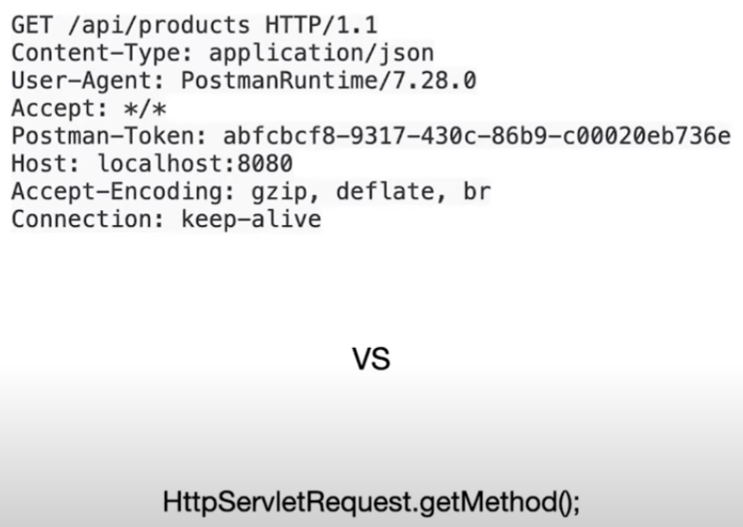 GET /api/products HTTP/1.1
Content-Type: application/json
User-Agent: PostmanRuntime/7.28.0
Accept: */*
Postman-Token: abfcbcf8-9317-430c-86b9-c00020eb736e
Host: localhost:8080
Accept-Encoding: gzip, deflate, br
Connection: keep-alive
VS
HttpServletRequest.getMethod();